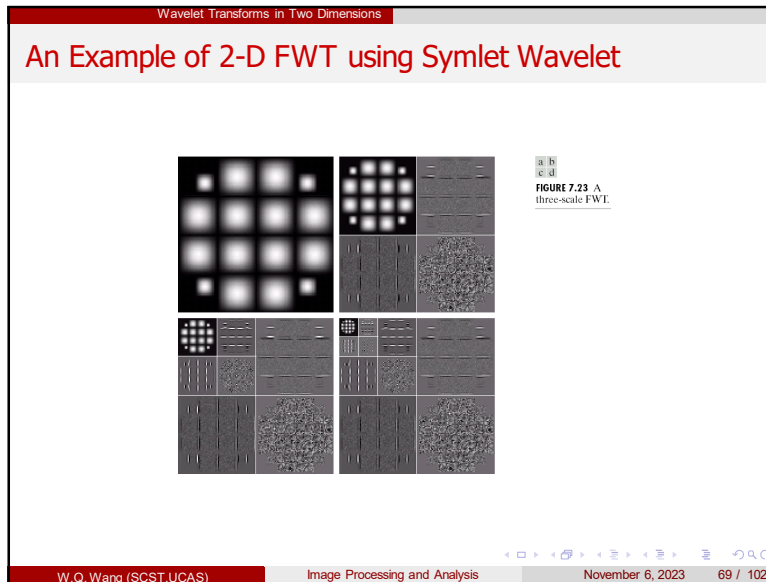 Wavelet Transforms in Two Dimensions
An Example of 2-D FWT using Symlet Wavelet
a b
c d
FIGURE 7.23 A
three-scale FWT.
W.Q. Wang (SCST,UCAS)
Image Processing and Analysis
November 6, 2023
69 / 102